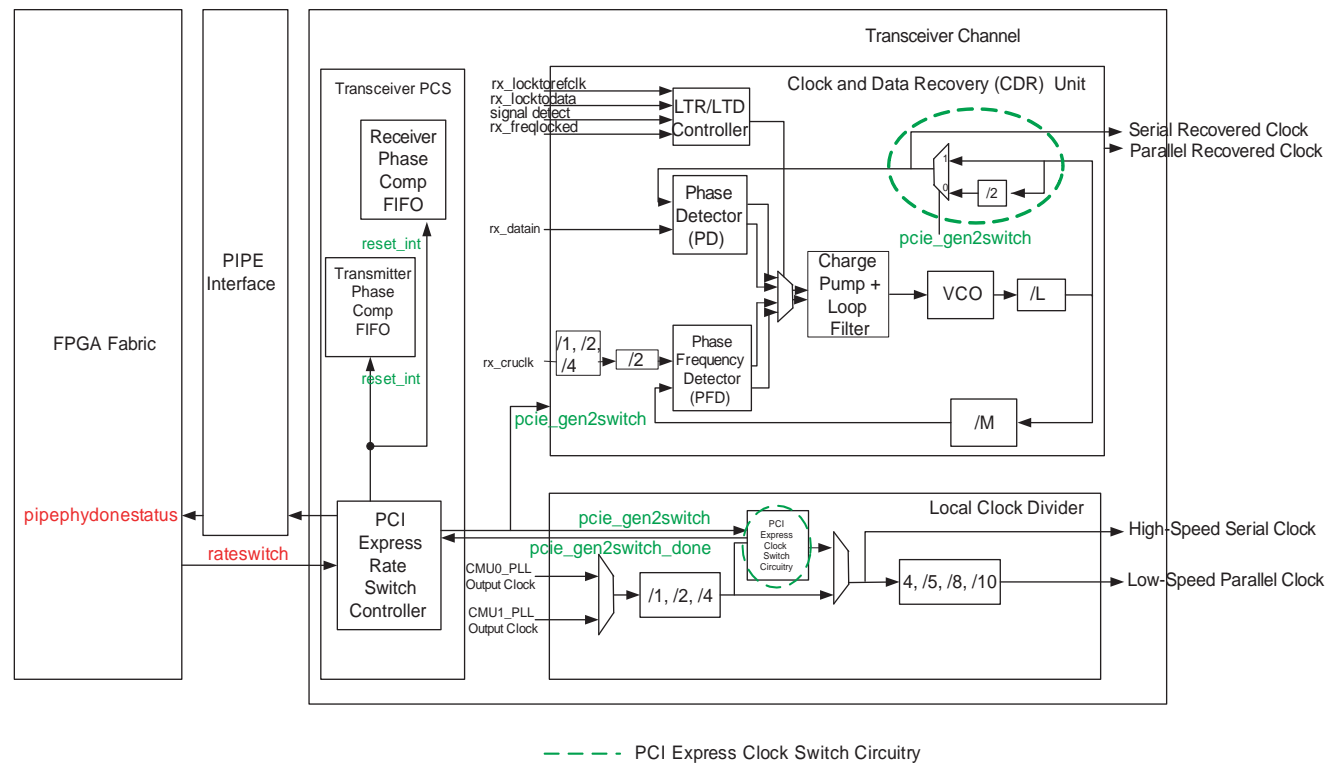 Transceiver Channel
Transceiver PCS
Clock and Data Recovery (CDR) Unit
rx_locktorefclk
rx_locktodata
signal detect
rx_freqlocked
LTR/LTD
Controller
Serial Recovered Clock
Parallel Recovered Clock
Receiver
Phase
Comp
FIFO
1
0
/2
pcie_gen2switch
Phase
Detector
(PD)
rx_datain
reset_int
PIPE
Interface
Transmitter
Phase
Comp
FIFO
Charge
Pump +
Loop
Filter
VCO
/L
FPGA Fabric
/1, /2,
/4
/2
rx_cruclk
Phase
Frequency
Detector
(PFD)
reset_int
pcie_gen2switch
/M
Local Clock Divider
pipephydonestatus
rateswitch
PCI
Express
Rate
Switch
Controller
pcie_gen2switch
pcie_gen2switch_done
PCI
Express
Clock
Switch
Circuitry
High-Speed Serial Clock
CMU0_PLL
Output Clock
/1, /2, /4
4, /5, /8, /10
Low-Speed Parallel Clock
CMU1_PLL
Output Clock
PCI Express Clock Switch Circuitry